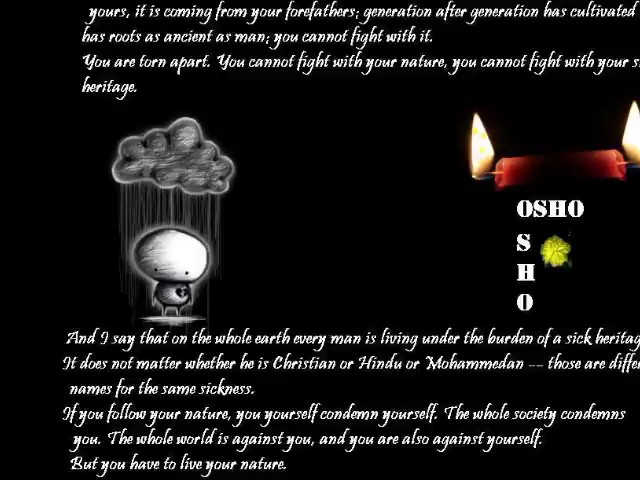 yours, it is coming from your forefathers; generation after generation has cultivated
has roots as ancient as man; you cannot fight with it.
You are torn apart. You cannot fight with your nature, you cannot fight with your
heritage.
OSHO
S
H
O
And I say that on the whole earth every man is living under the burden of a sick
It does not matter whether he is Christian or Hindu or Mohammedan -- those are
names for the same sickness.
If you follow your nature, you yourself condemn yourself. The whole society condemns
you. The whole world is against you, and you are also against yourself.
But you have to live your nature.